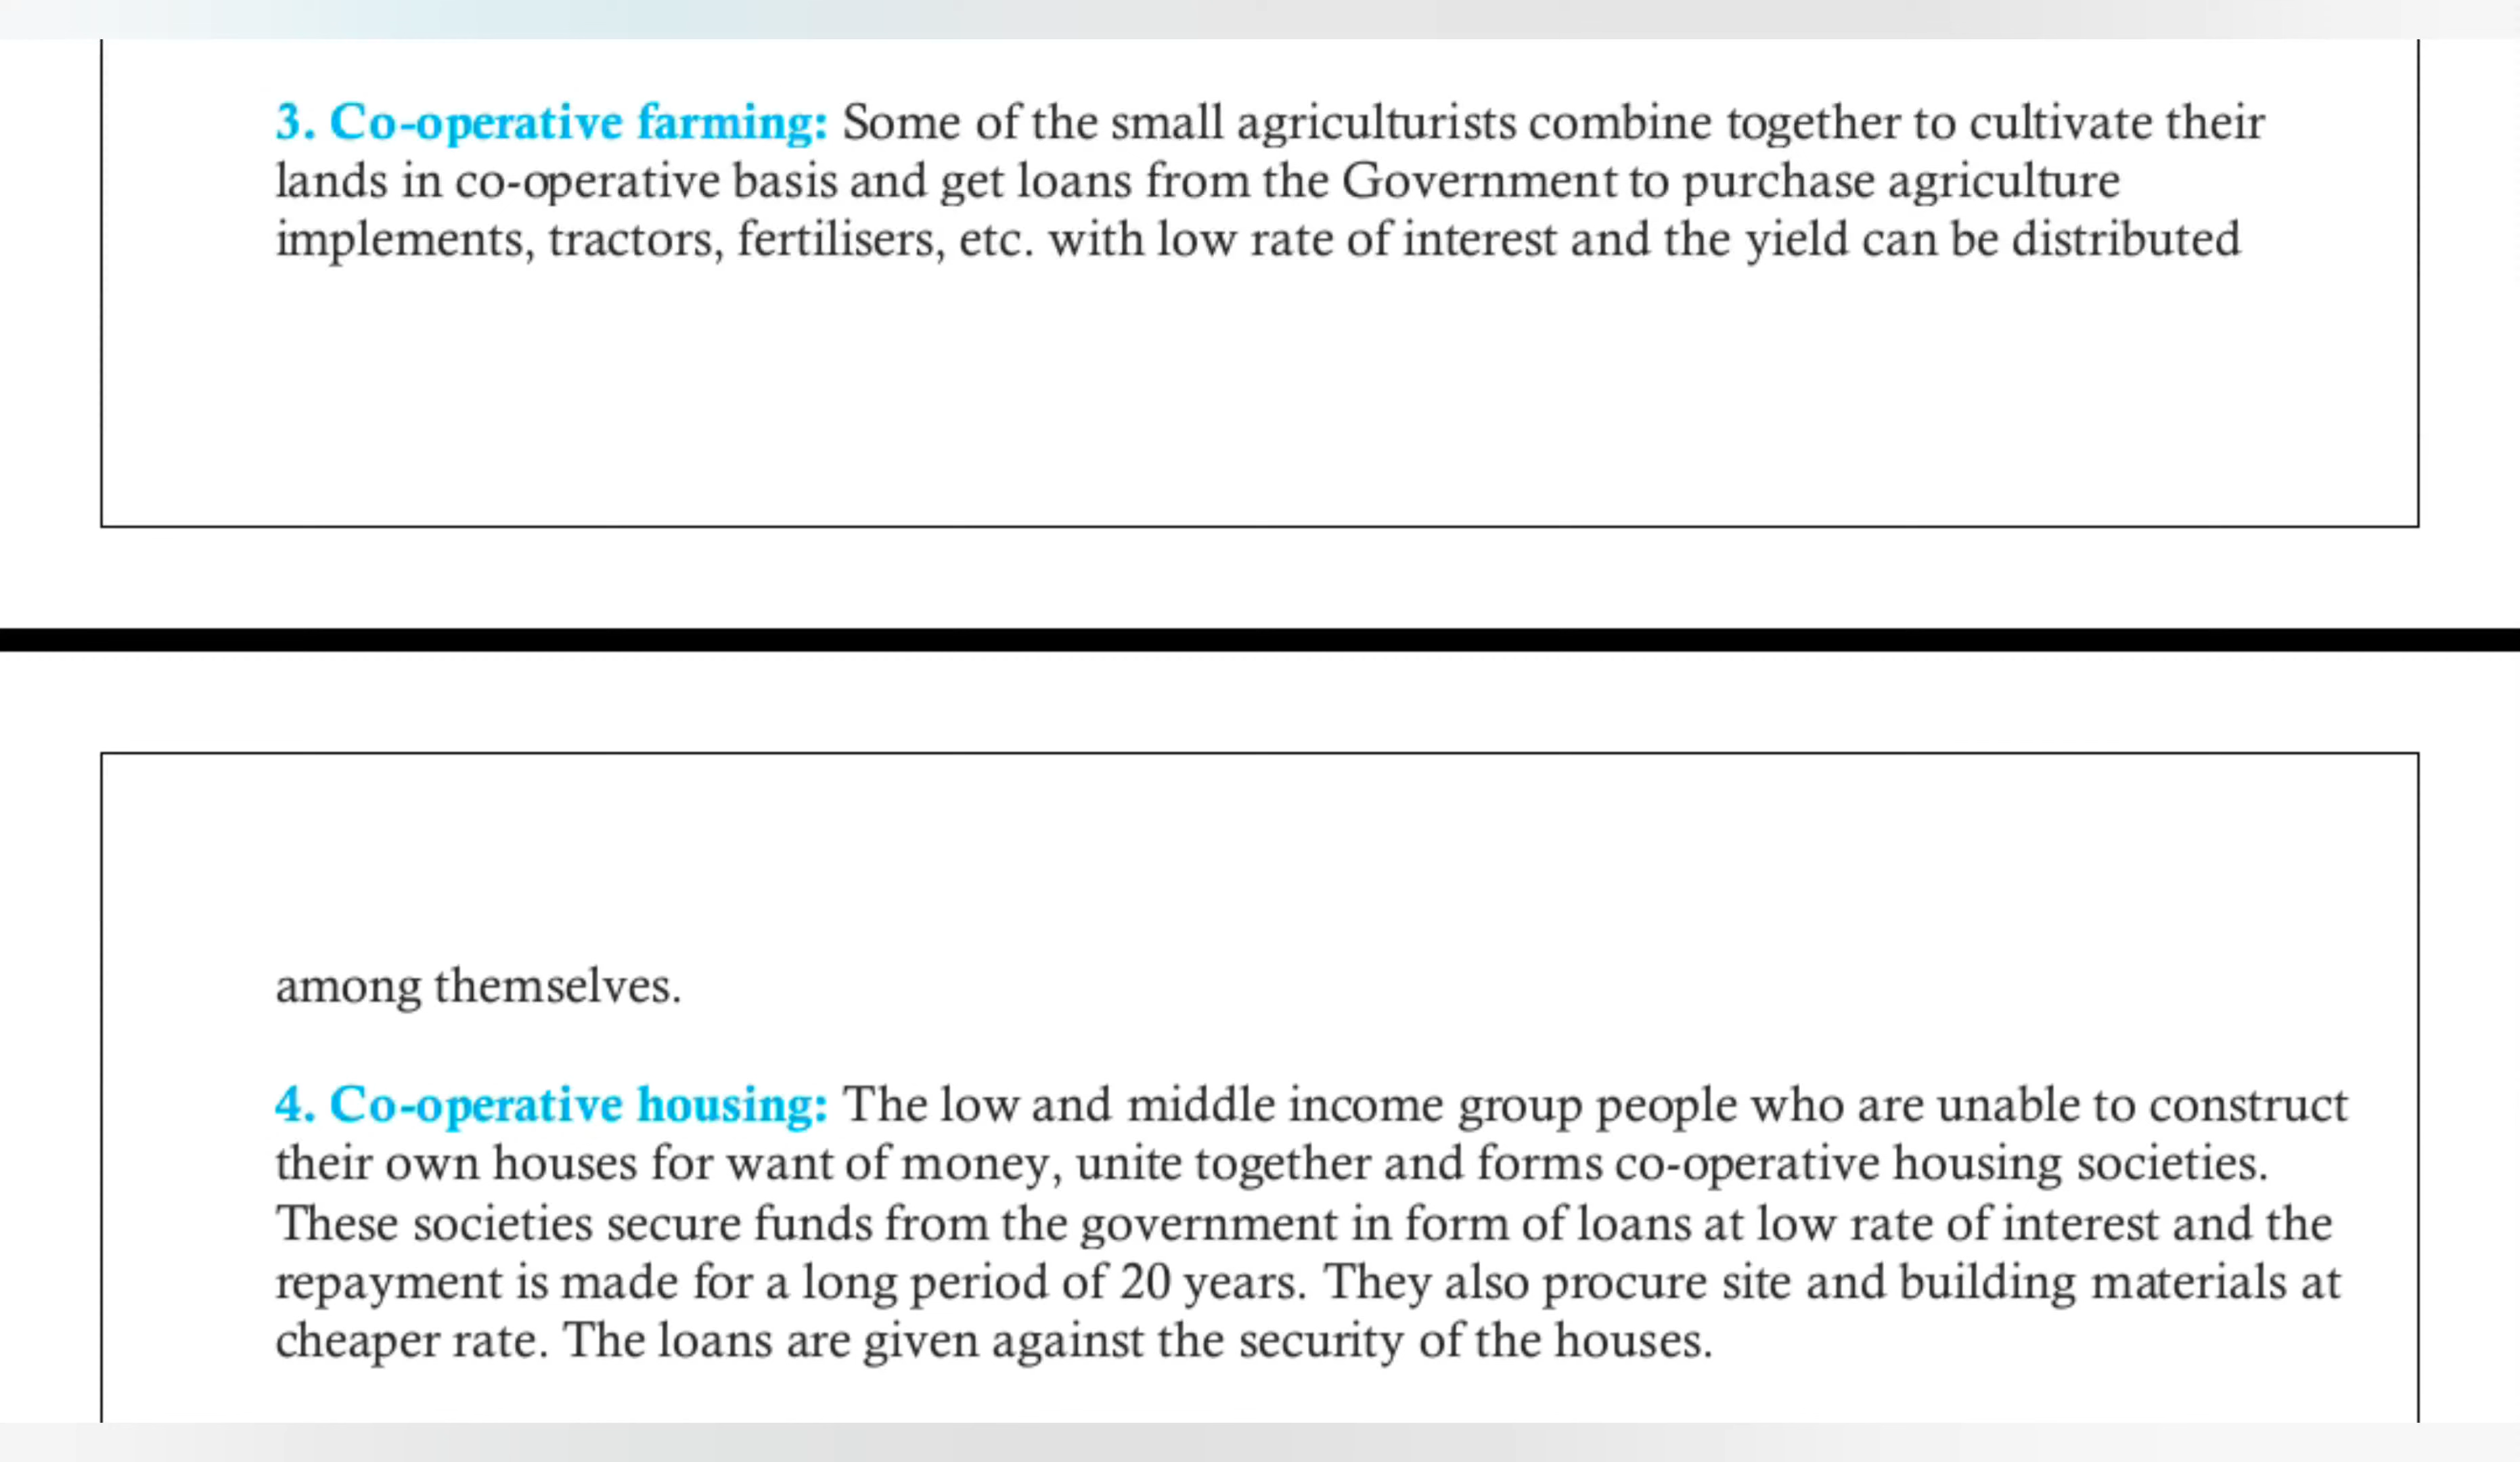 3. Co-operative farming: Some of the small agriculturists combine together to cultivate their
lands in co-operative basis and get loans from the Government to purchase agriculture
implements, tractors, fertilisers, etc. with low rate of interest and the yield can be distributed
among themselves.
4. Co-operative housing: The low and middle income group people who are unable to construct
their own houses for want of money, unite together and forms co-operative housing societies.
These societies secure funds from the government in form of loans at low rate of interest and the
repayment is made for a long period of 20 years. They also procure site and building materials at
cheaper rate. The loans are given against the security of the houses.